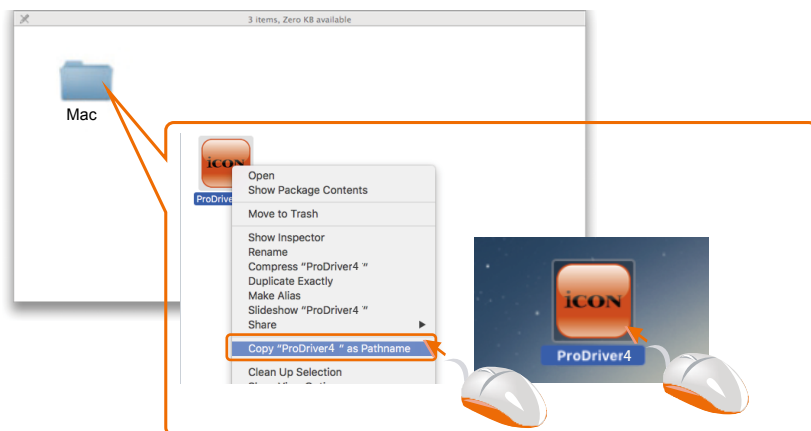 3 items, Zero KB available
Mac
iCON
ProDrive
Open
Show Package Contents
Move to Trash
Show Inspector
Rename
Compress “ProDriver4 ”
Duplicate Exactly
Make Alias
Slideshow “ProDriver4 ”
Share
Copy “ProDriver4 “ as Pathname
Clean Up Selection
iCON
ProDriver4